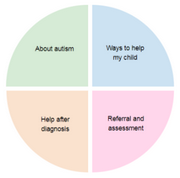 About autism
Ways to help
my child
Help after
diagnosis
Referral and
assessment